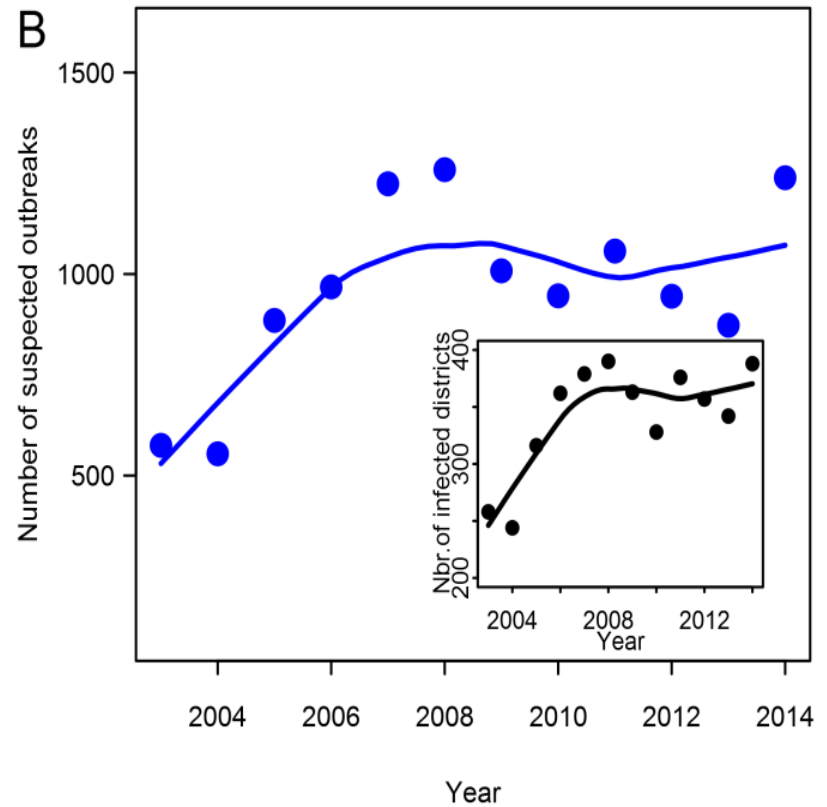 B
Number of suspected outbreaks
1500
1000
500
Nbr.of infected districts
400
300
200
2004 2008 2012
Year
2004 2006 2008 2010 2012 2014
Year